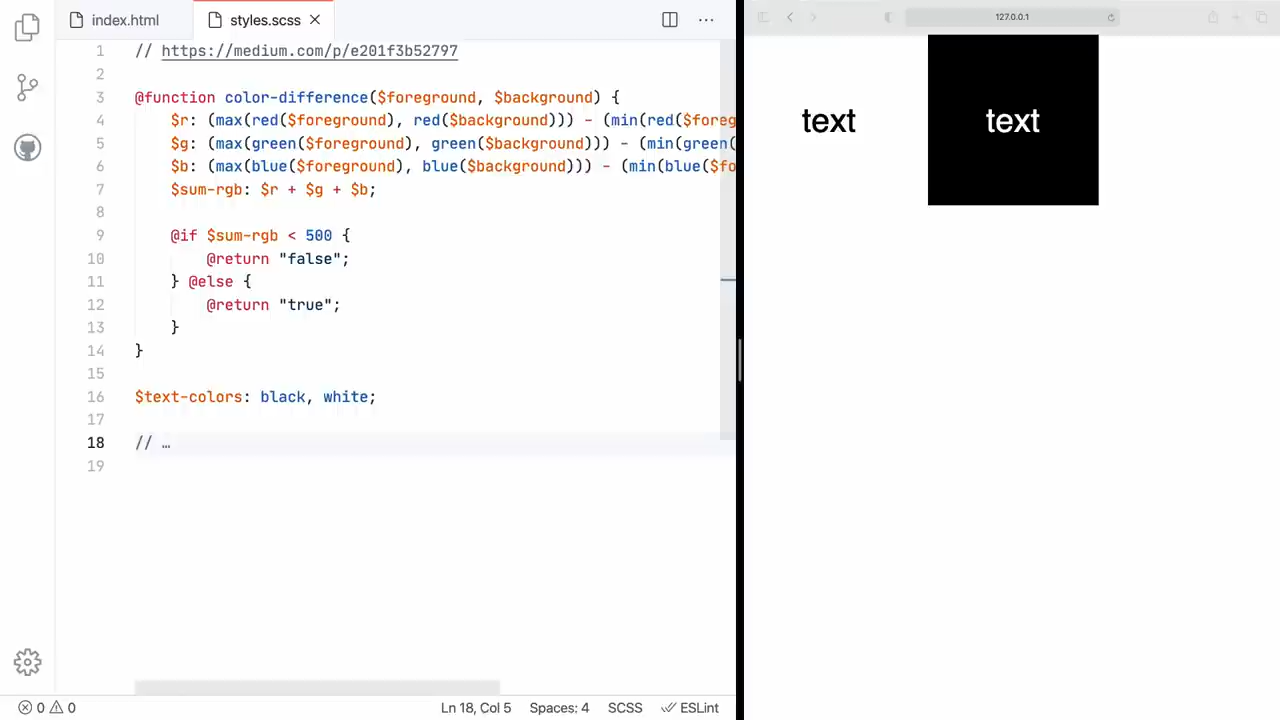 index.html
styles.scss
127.0.0.1
1 // https://medium.com/p/e201f3b52797
2
3 @function color-difference($foreground, $background) {
4 $r: (max(red($foreground), red($background))) - (min(red($foreg
5 $g: (max(green($foreground), green($background))) - (min(green(
6 $b: (max(blue($foreground), blue($background))) - (min(blue($fo
7 $sum-rgb: $r + $g + $b;
8
9 @if $sum-rgb < 500 {
10 @return "false";
11 } @else {
12 @return "true";
13 }
14 }
15
16 $text-colors: black, white;
17
18 // …
19
text
text
0 0
Ln 18, Col 5
Spaces: 4
SCSS
ESLint